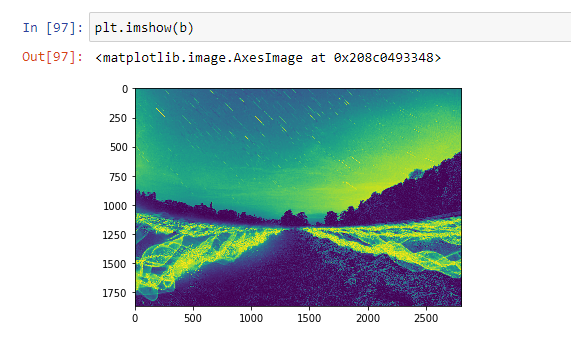 In [97]: plt.imshow(b)
Out[97]: <matplotlib.image.AxesImage at 0x208c0493348>
0
250
500
750
1000
1250
1500
1750
0 500 1000 1500 2000 2500